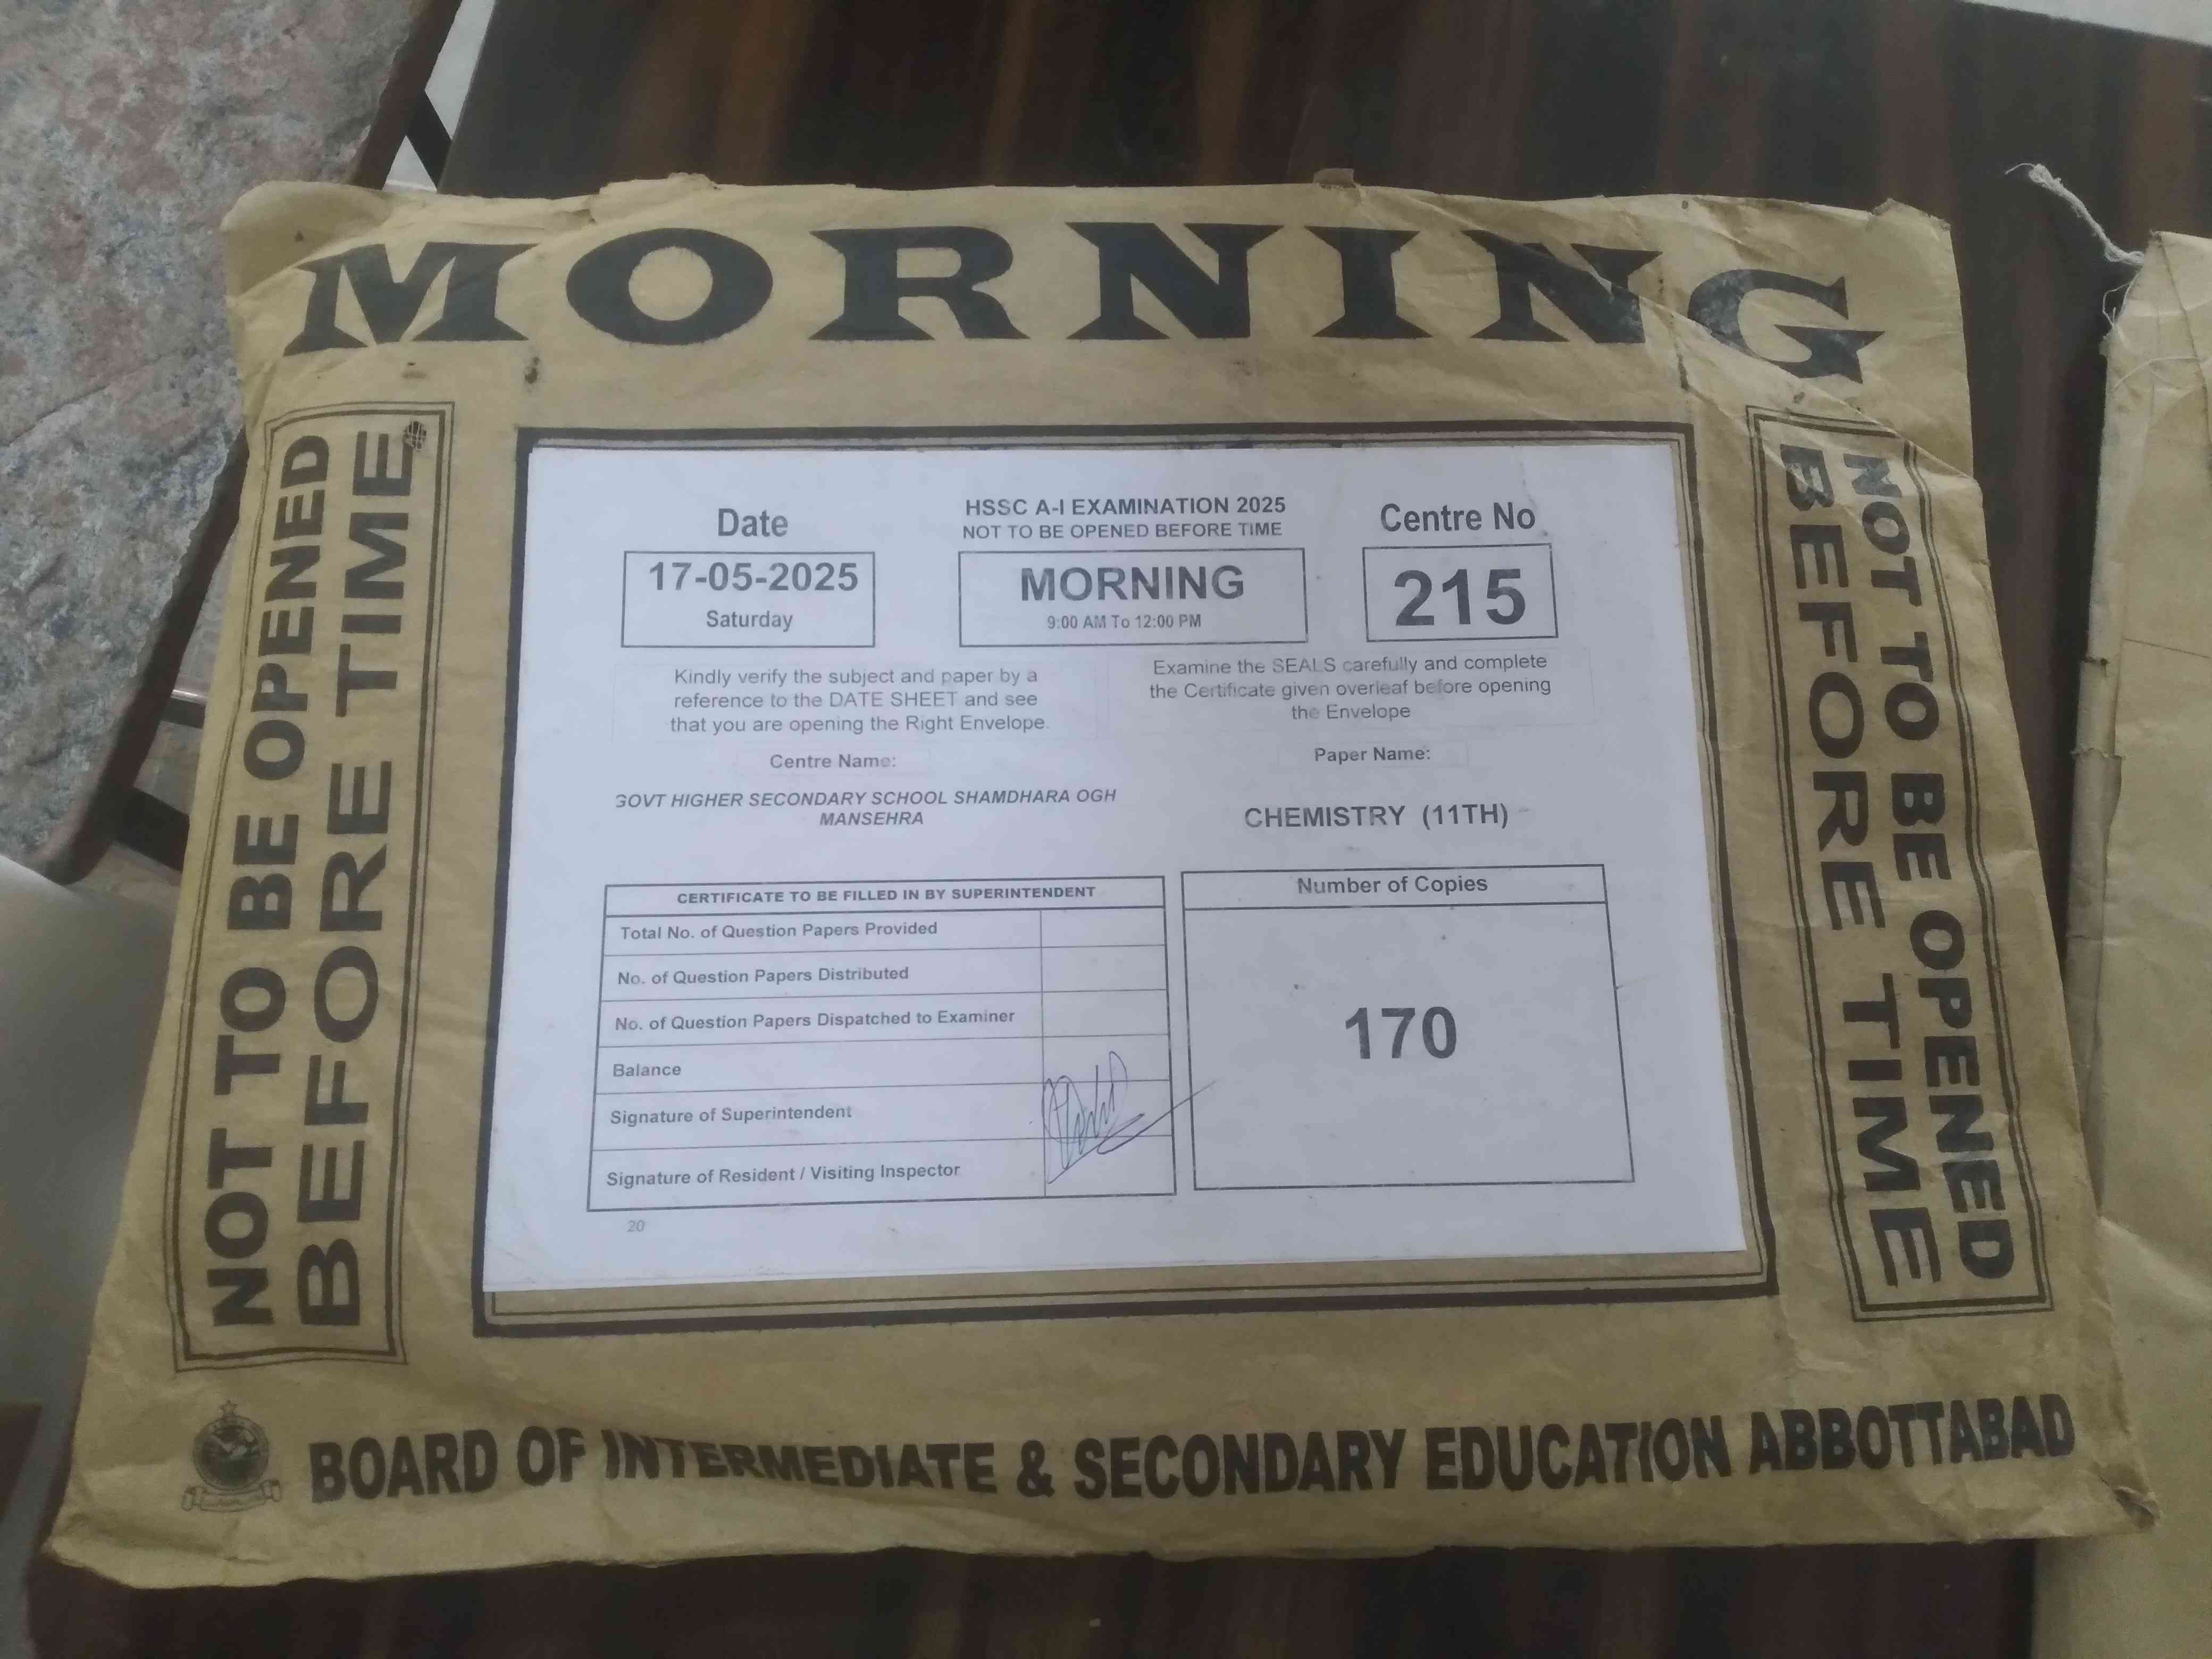 MORNING
NOT TO BE OPENED
BEFORE TIME
Date
17-05-2025
Saturday
HSSC A-I EXAMINATION 2025
NOT TO BE OPENED BEFORE TIME
MORNING
9:00 AM To 12:00 PM
Centre No
215
Kindly verify the subject and paper by a
reference to the DATE SHEET and see
that you are opening the Right Envelope.
Examine the SEALS carefully and complete
the Certificate given overleaf before opening
the Envelope
Centre Name:
GOVT HIGHER SECONDARY SCHOOL SHAMDHARA OGH
MANSEHRA
Paper Name:
CHEMISTRY (11TH)
CERTIFICATE TO BE FILLED IN BY SUPERINTENDENT
Total No. of Question Papers Provided
No. of Question Papers Distributed
No. of Question Papers Dispatched to Examiner
Balance
Signature of Superintendent
Signature of Resident / Visiting Inspector
20
Number of Copies
170
NOT TO BE OPENED
BEFORE TIME
BOARD OF INTERMEDIATE & SECONDARY EDUCATION ABBOTTABAD